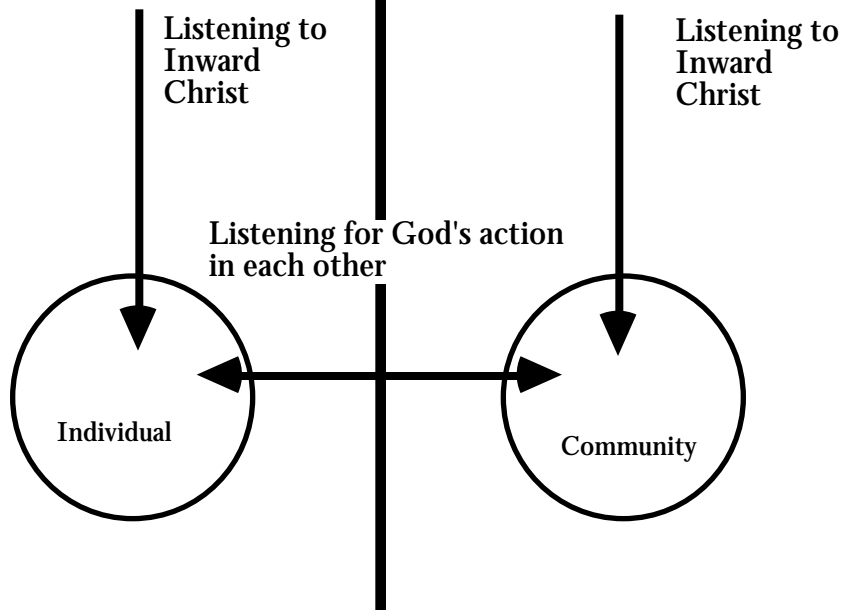 Listening to
Inward
Christ
Listening to
Inward
Christ
Listening for God's action
in each other
Individual
Community